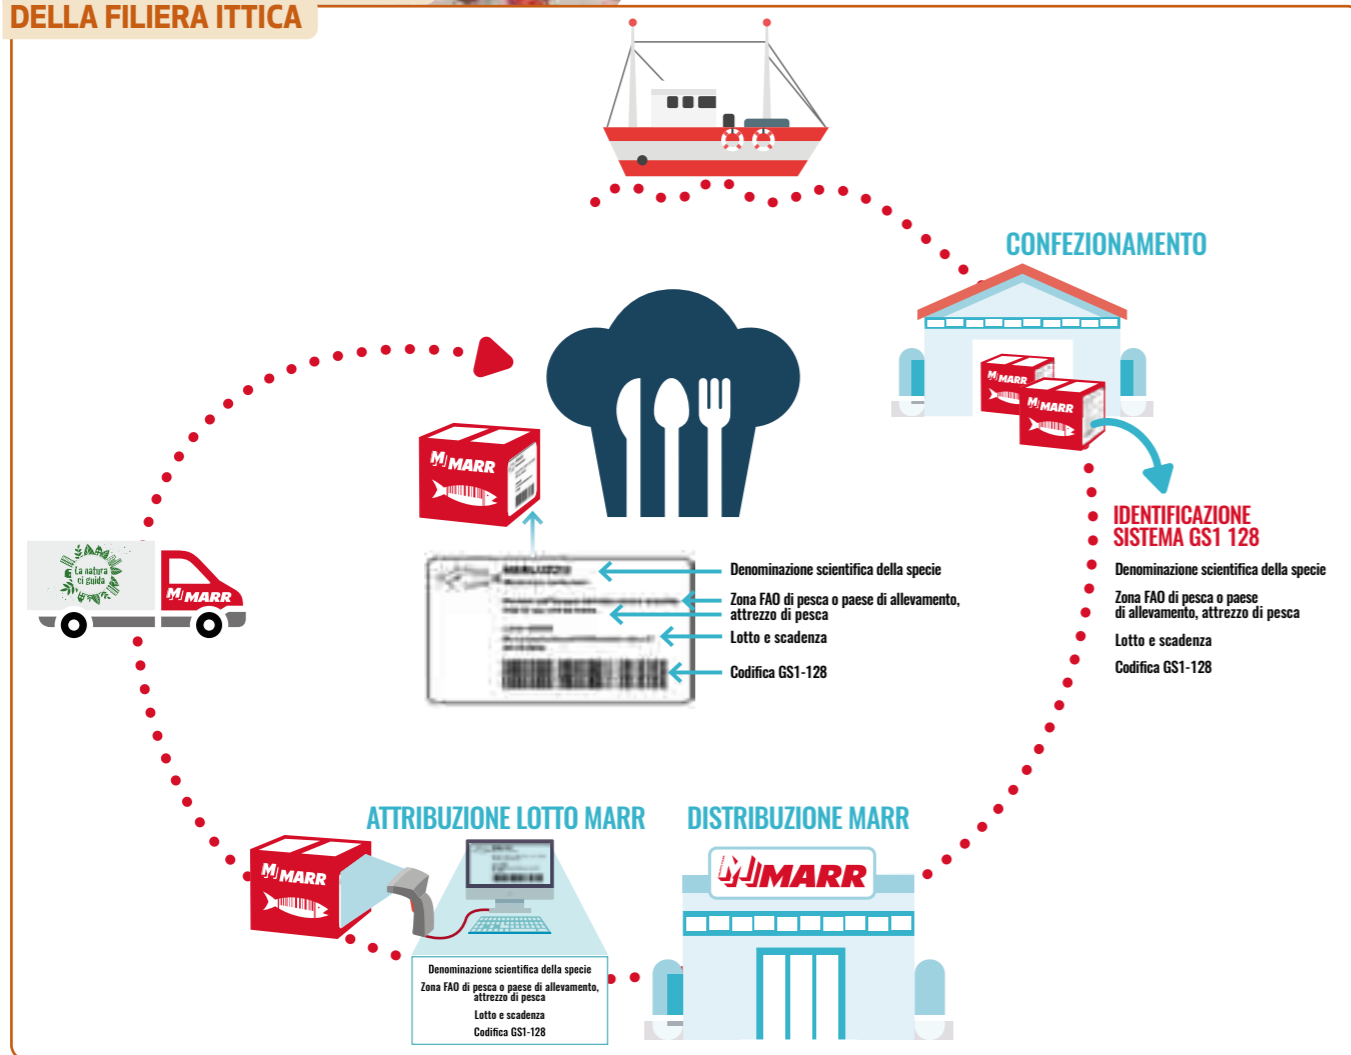 DELLA FILIERA ITTICA
CONFEZIONAMENTO
MARR
MARR
IDENTIFICAZIONE
SISTEMA GS1 128
Denominazione scientifica della specie
Zona FAO di pesca o paese
di allevamento, attrezzo di pesca
Lotto e scadenza
Codifica GS1-128
MARR
MERLUZZO
Denominazione scientifica della specie
Zona FAO di pesca o paese di allevamento,
attrezzo di pesca
Lotto e scadenza
Codifica GS1-128
La natura
ci guida
MARR
ATTRIBUZIONE LOTTO MARR
MARR
Denominazione scientifica della specie
Zona FAO di pesca o paese di allevamento,
attrezzo di pesca
Lotto e scadenza
Codifica GS1-128
DISTRIBUZIONE MARR
MARR